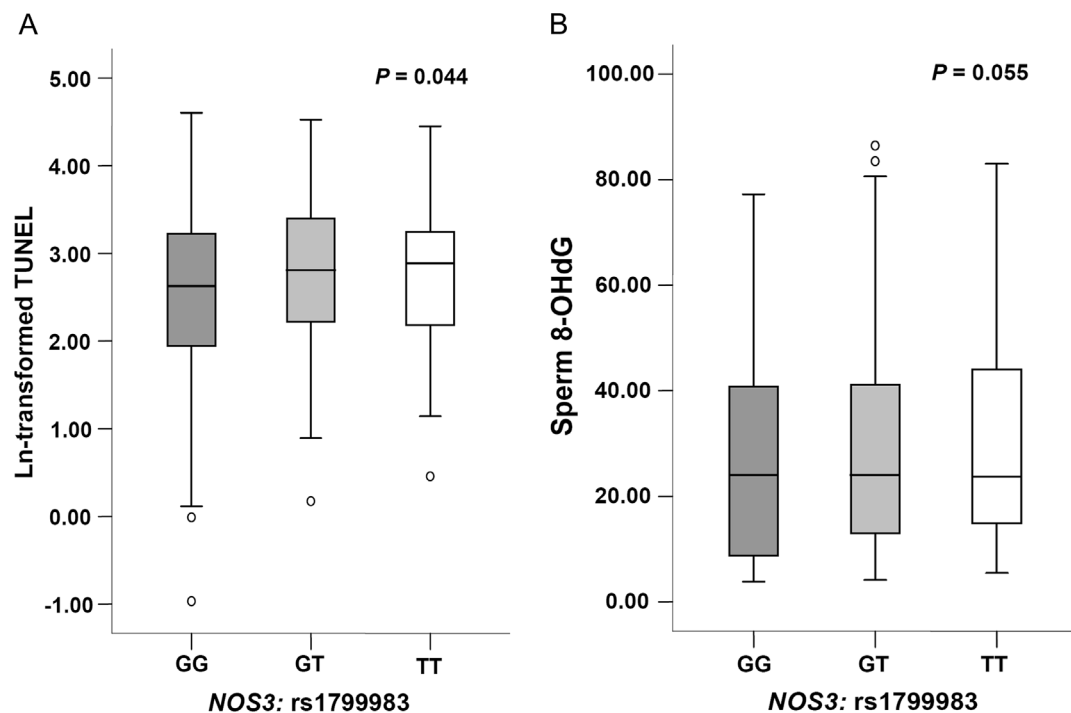 A
Ln-transformed TUNEL
5.00
4.00
3.00
2.00
1.00
0.00
-1.00
P = 0.044
GG GT TT
NOS3: rs1799983
B
Sperm 8-OHdG
100.00
80.00
60.00
40.00
20.00
0.00
P = 0.055
GG GT TT
NOS3: rs1799983